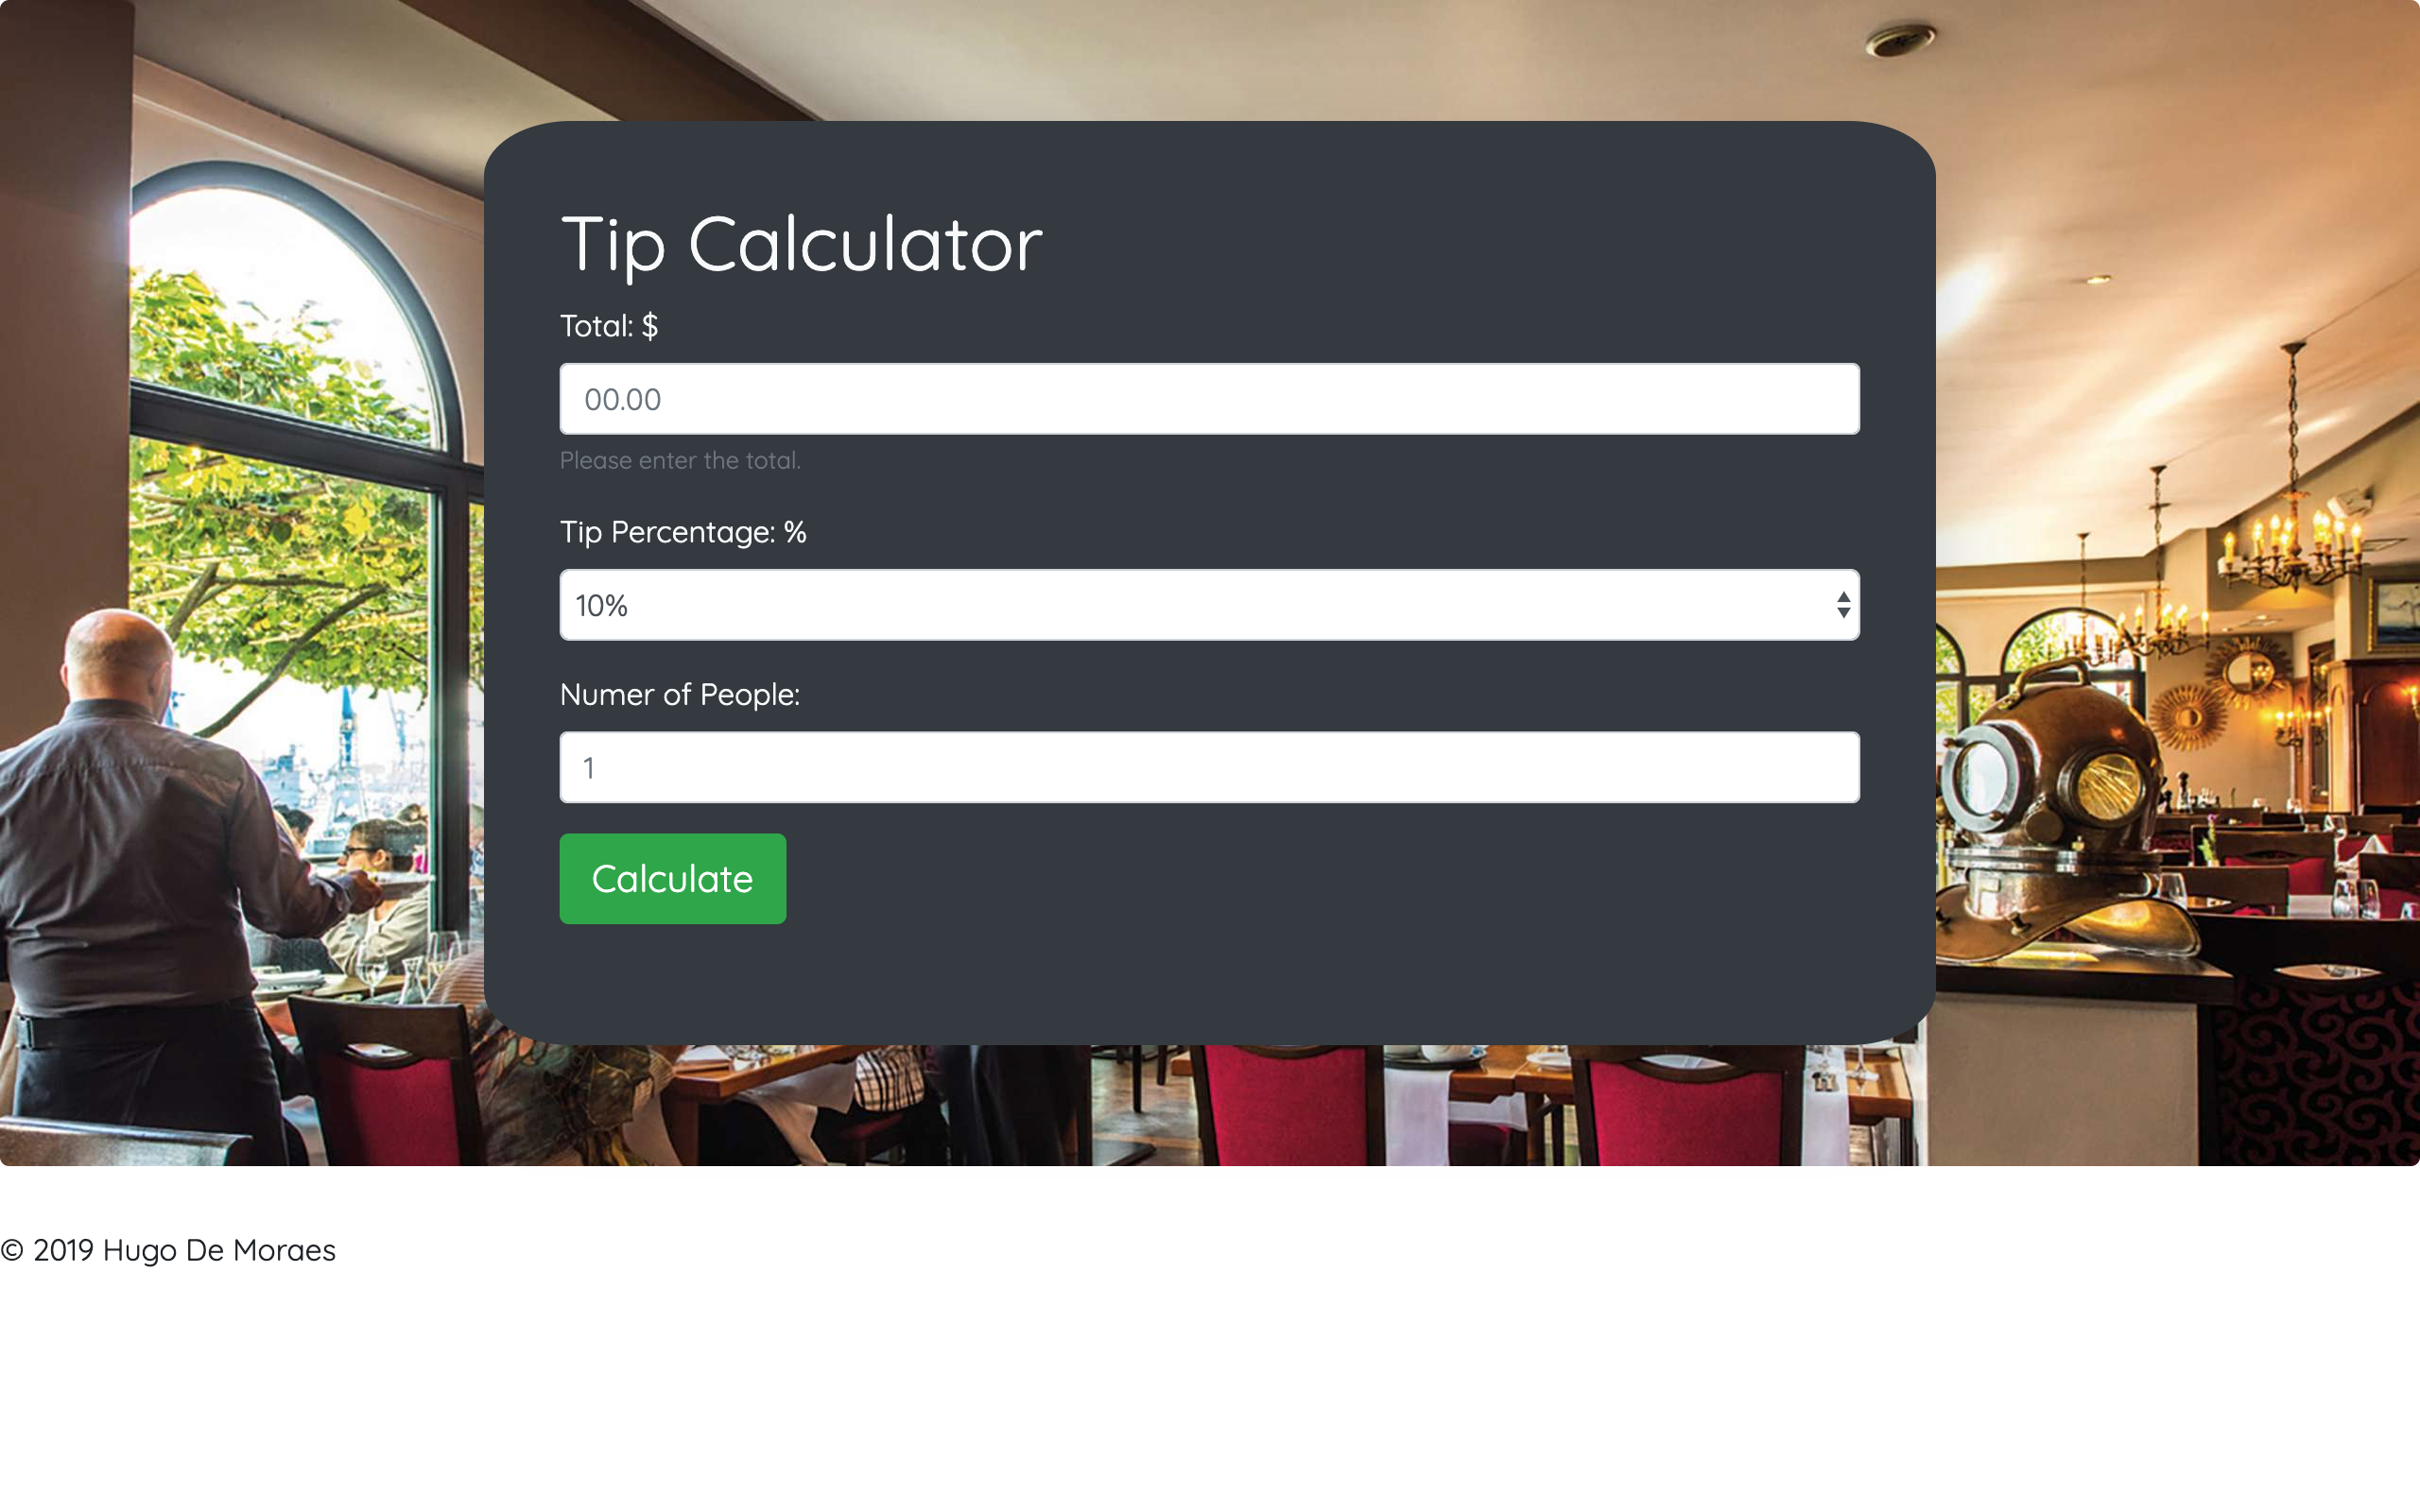 Tip Calculator
Total: $
00.00
Please enter the total.
Tip Percentage: %
10%
Numer of People:
1
Calculate
© 2019 Hugo De Moraes